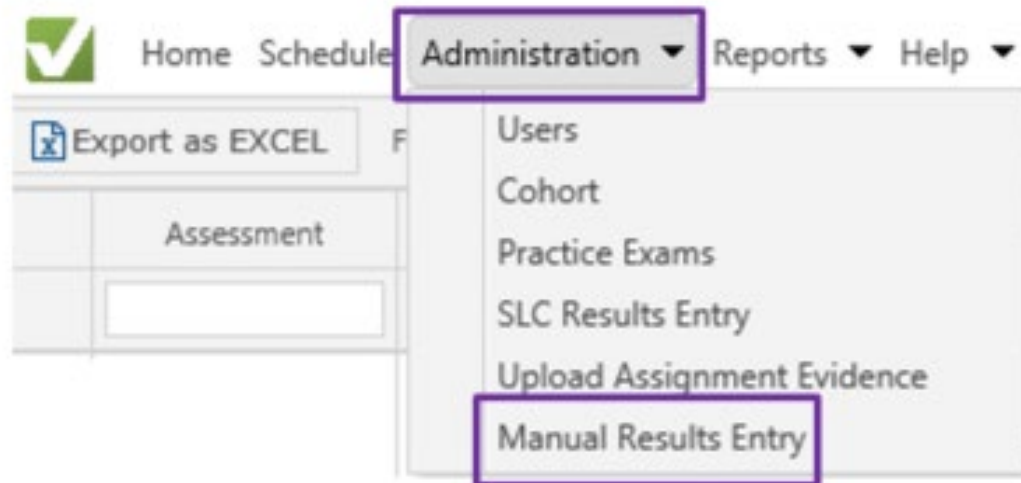 Home Schedule Administration Reports Help
Export as EXCEL F
Users
Cohort
Assessment
Practice Exams
SLC Results Entry
Upload Assignment Evidence
Manual Results Entry